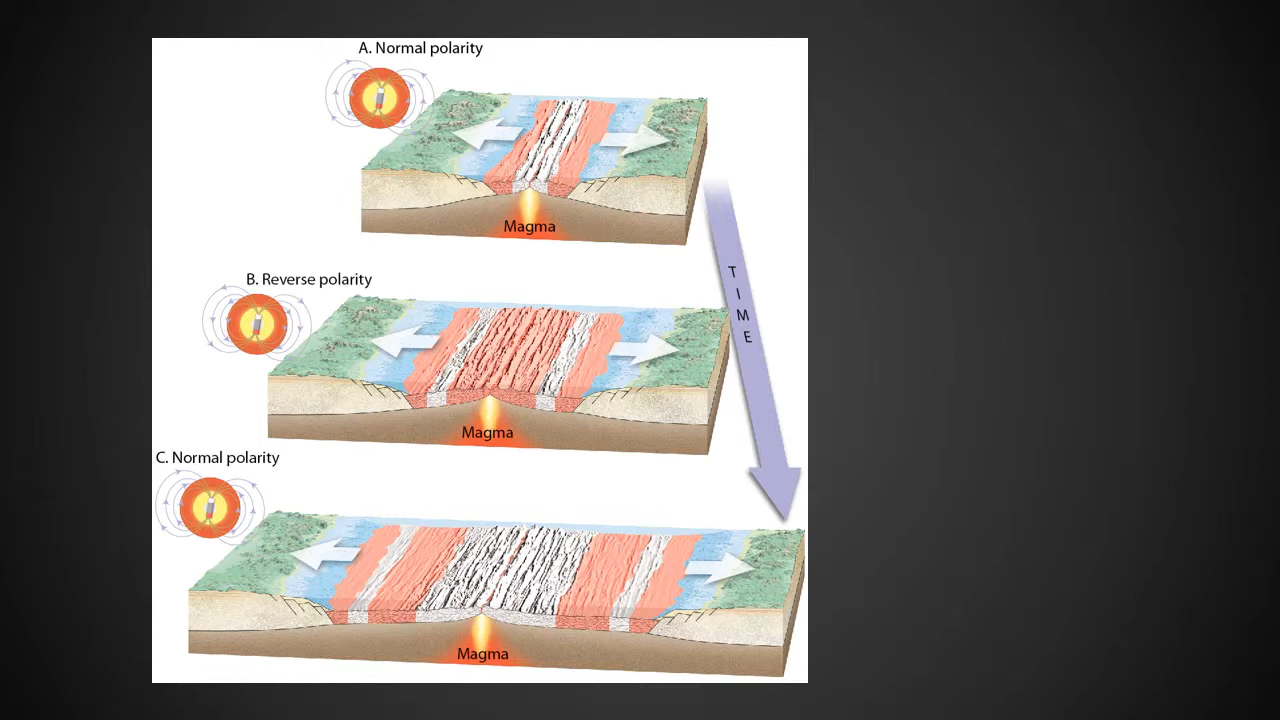 A. Normal polarity
Magma
B. Reverse polarity
TIME
Magma
C. Normal polarity
Magma